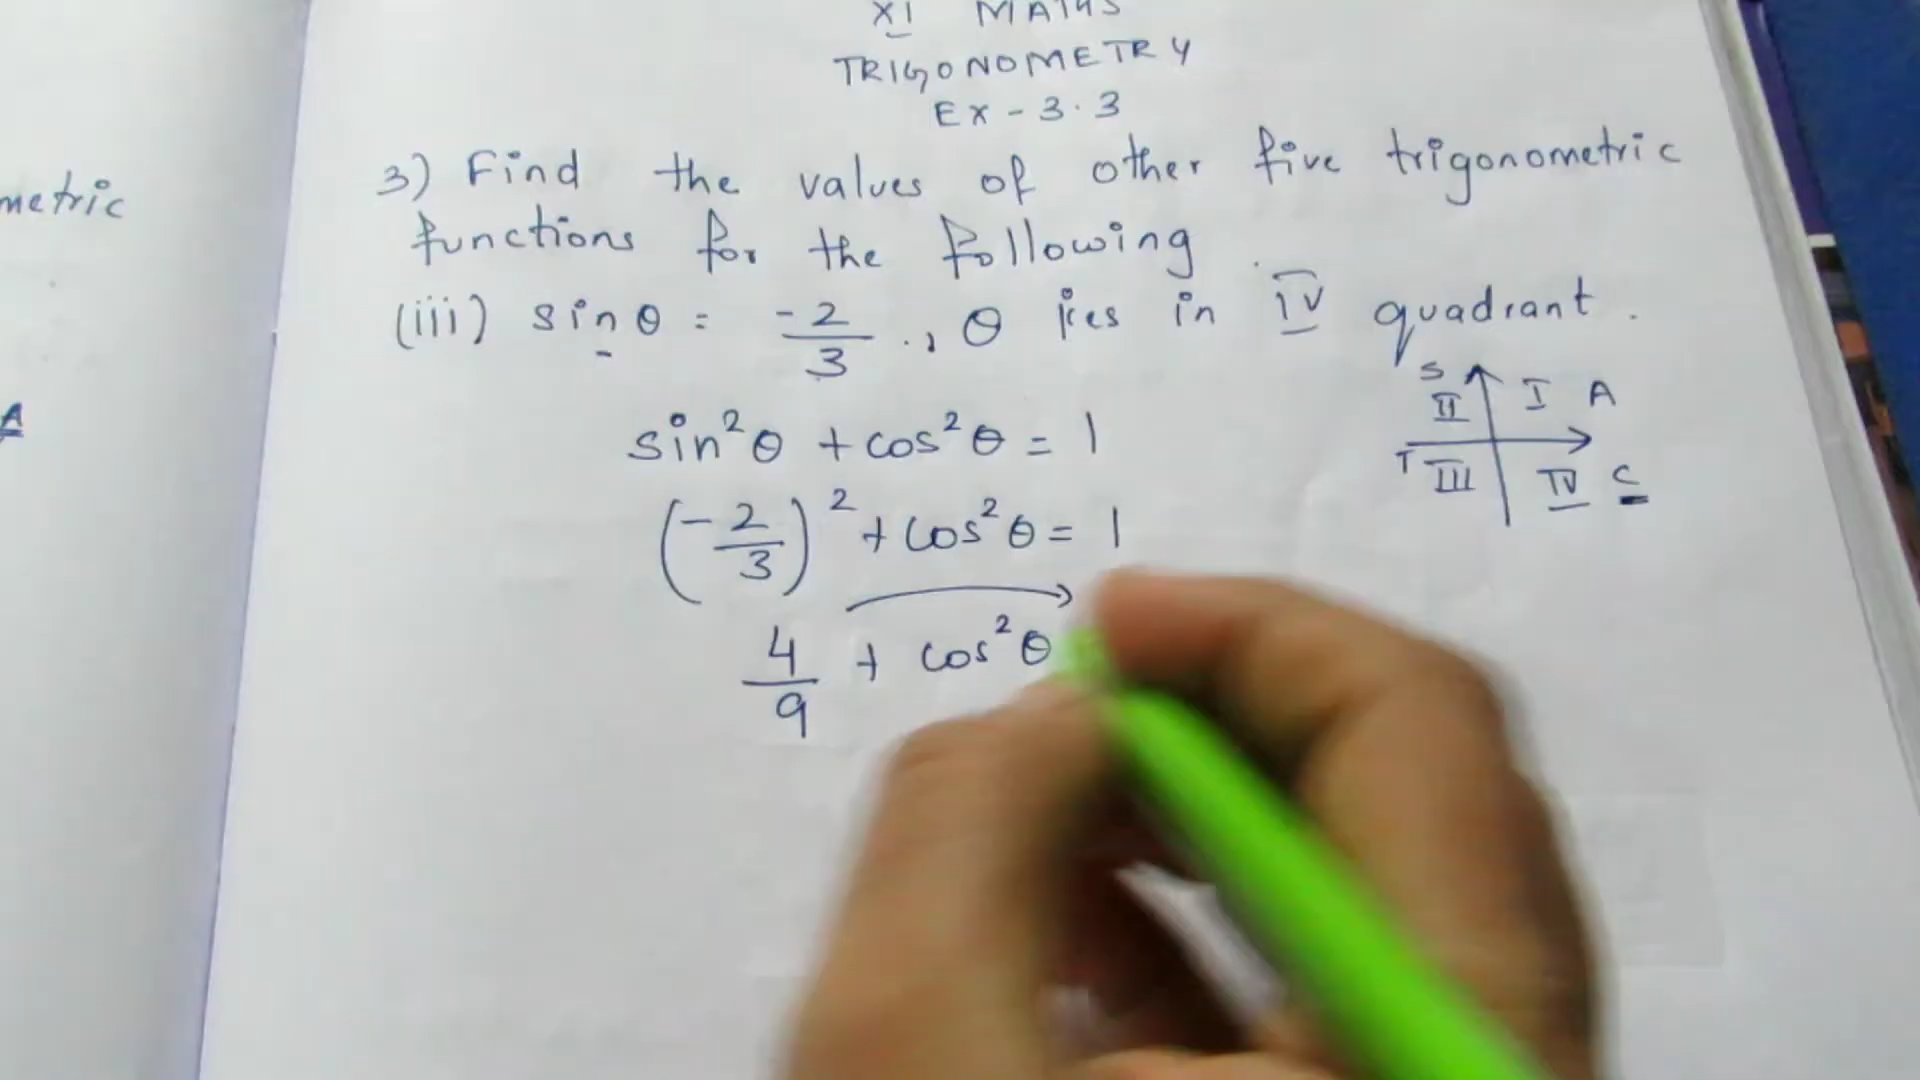 XI MATHS
TRIGONOMETRY
EX - 3.3
metric
A
3) Find the values of other five trigonometric
functions for the following.
(iii) sin θ = -2/3 ., θ lies in IV quadrant.
S II I A
T III IV C
sin²θ + cos²θ = 1
(-2/3)² + cos²θ = 1
4/9 + cos²θ